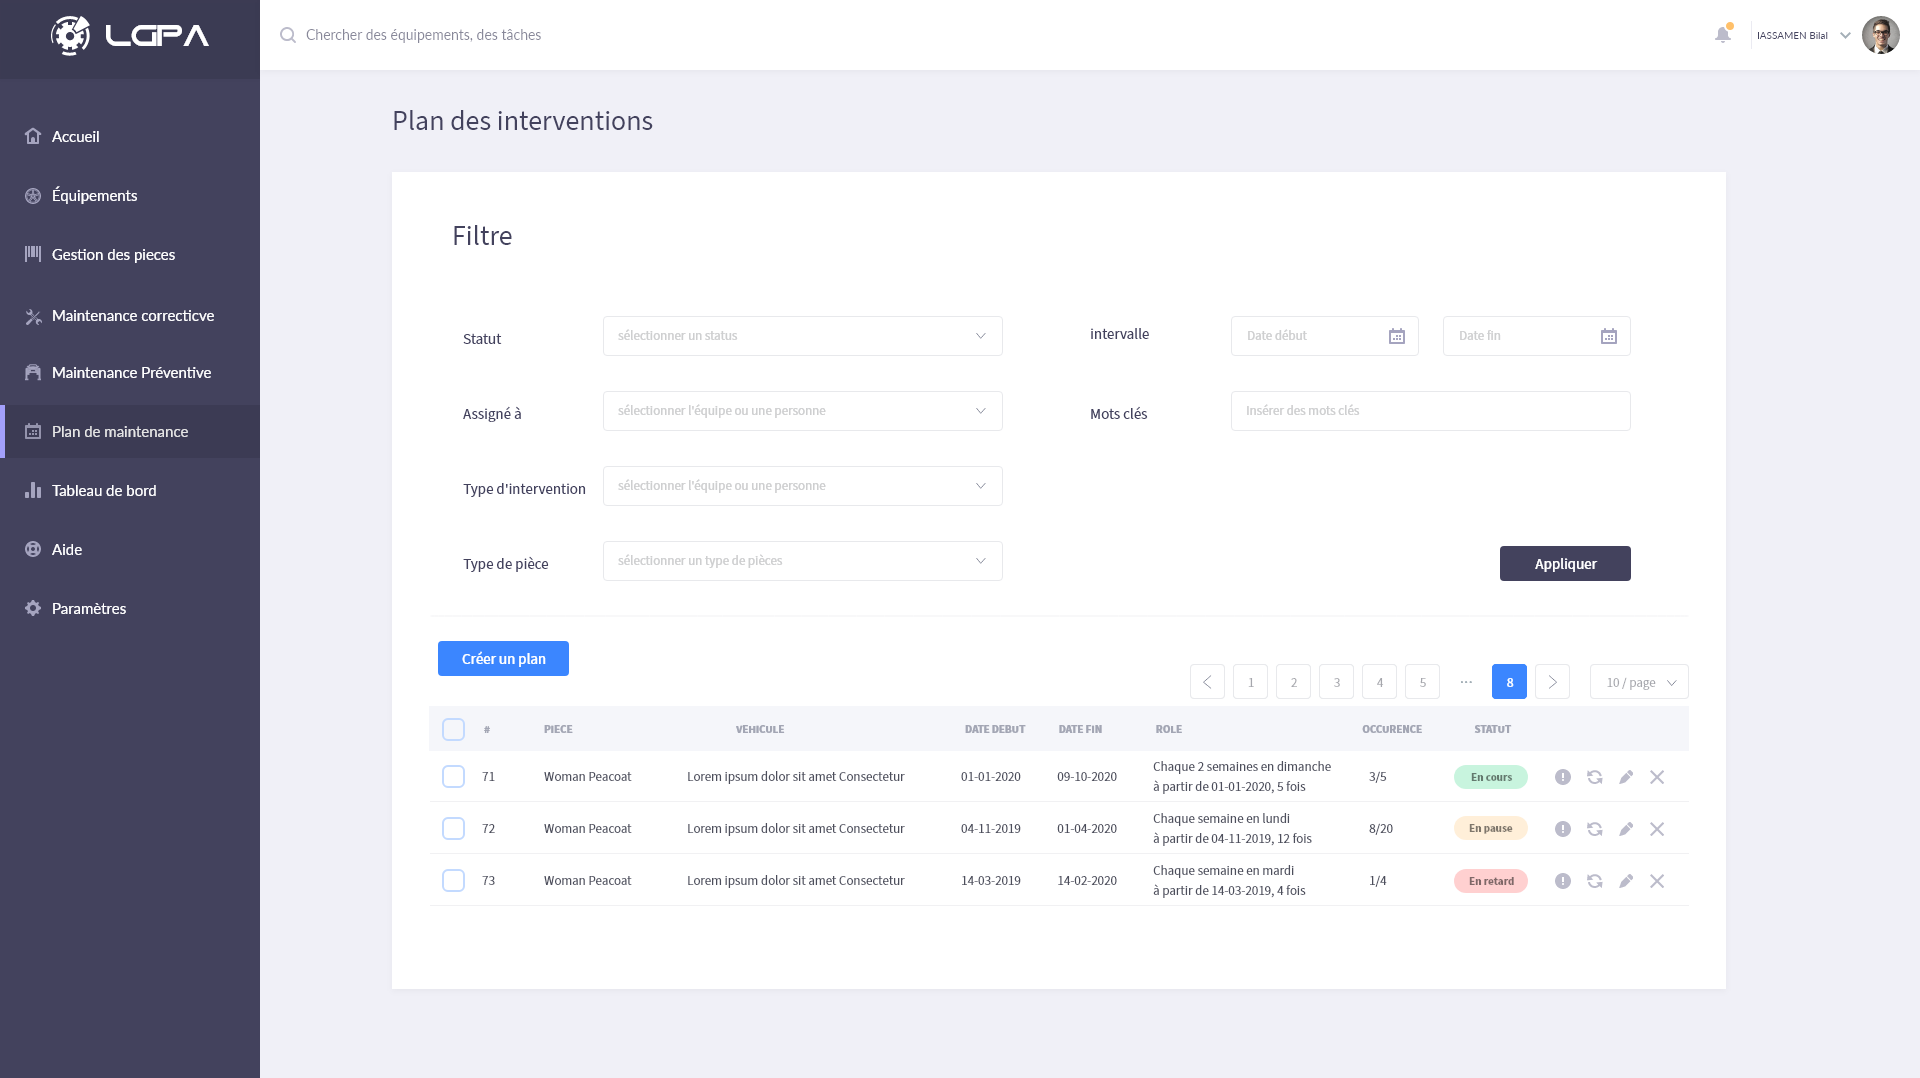 LGPA
Chercher des équipements, des tâches
IASSAMEN Bilal
Accueil
Équipements
Gestion des pieces
Maintenance correcticve
Maintenance Préventive
Plan de maintenance
Tableau de bord
Aide
Paramètres
Plan des interventions
Filtre
Statut
sélectionner un status
intervalle
Date début
Date fin
Assigné à
sélectionner l'équipe ou une personne
Mots clés
Insérer des mots clés
Type d'intervention
sélectionner l'équipe ou une personne
Type de pièce
sélectionner un type de pièces
Appliquer
Créer un plan
1 2 3 4 5 ··· 8 10 / page
# PIECE VEHICULE DATE DEBUT DATE FIN ROLE OCCURENCE STATUT
71 Woman Peacoat Lorem ipsum dolor sit amet Consectetur 01-01-2020 09-10-2020 Chaque 2 semaines en dimanche 3/5 En cours
à partir de 01-01-2020, 5 fois
72 Woman Peacoat Lorem ipsum dolor sit amet Consectetur 04-11-2019 01-04-2020 Chaque semaine en lundi 8/20 En pause
à partir de 04-11-2019, 12 fois
73 Woman Peacoat Lorem ipsum dolor sit amet Consectetur 14-03-2019 14-02-2020 Chaque semaine en mardi 1/4 En retard
à partir de 14-03-2019, 4 fois